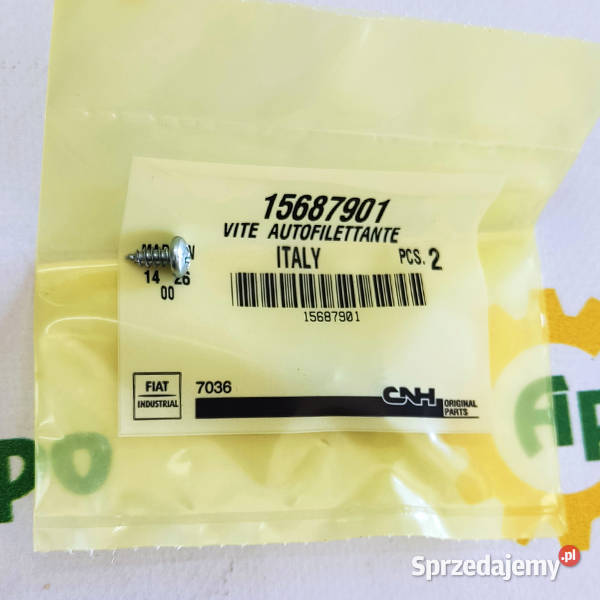 15687901
VITE AUTOFILETTANTE
ITALY PCS. 2
14 26
00
15687901
FIAT
INDUSTRIAL
7036
CNH ORIGINAL
PARTS
Sprzedajemy.pl